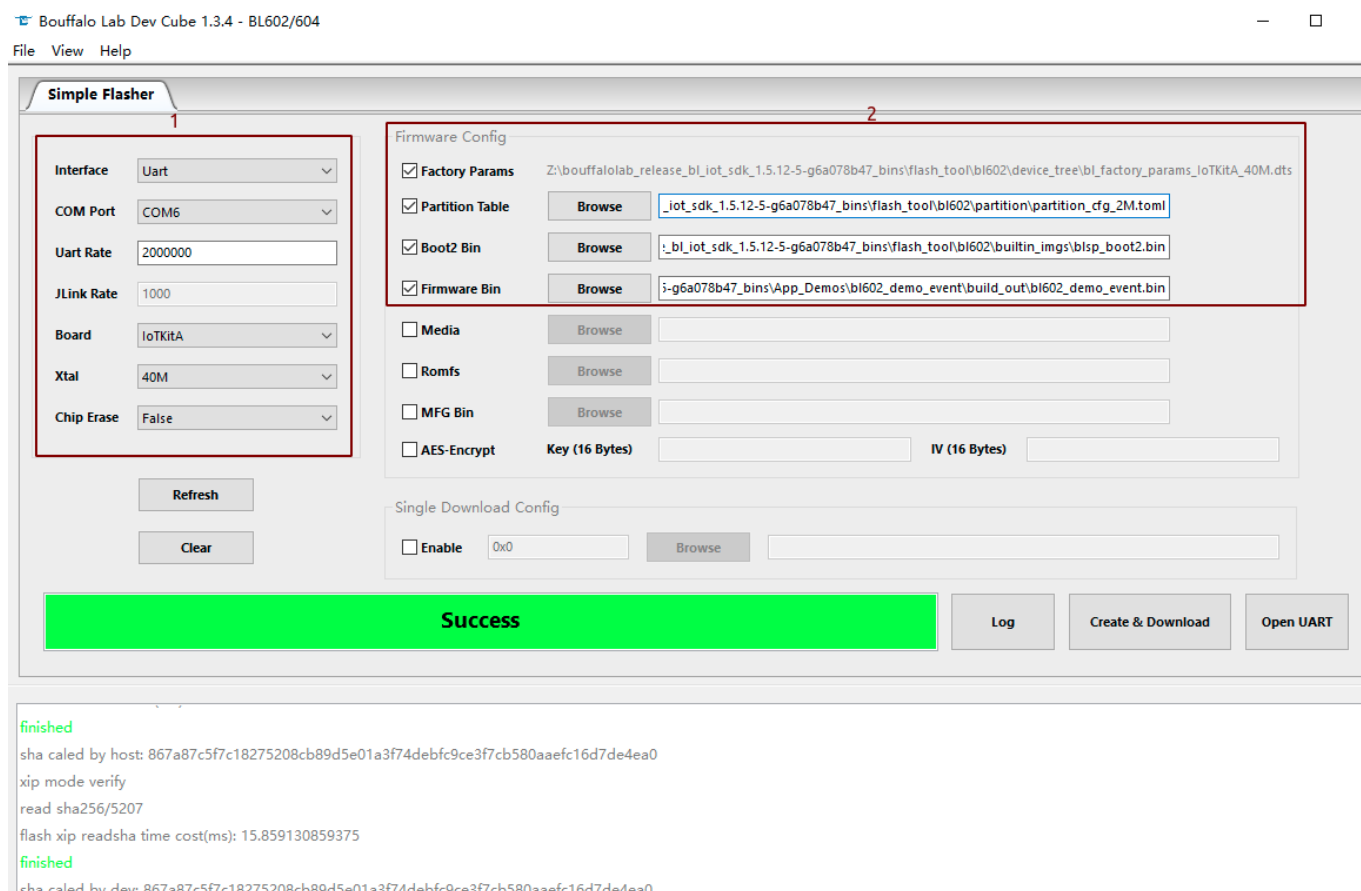 Bouffalo Lab Dev Cube 1.3.4 - BL602/604
File View Help
Simple Flasher
1
2
Interface Uart
COM Port COM6
Uart Rate 2000000
JLink Rate 1000
Board IoTKitA
Xtal 40M
Chip Erase False
Refresh
Clear
Firmware Config
Factory Params Z:\bouffalolab_release_bl_iot_sdk_1.5.12-5-g6a078b47_bins\flash_tool\bl602\device_tree\bl_factory_params_IoTKitA_40M.dts
Partition Table Browse _iot_sdk_1.5.12-5-g6a078b47_bins\flash_tool\bl602\partition\partition_cfg_2M.toml
Boot2 Bin Browse _bl_iot_sdk_1.5.12-5-g6a078b47_bins\flash_tool\bl602\builtin_imgs\blsp_boot2.bin
Firmware Bin Browse -g6a078b47_bins\App_Demos\bl602_demo_event\build_out\bl602_demo_event.bin
Media Browse
Romfs Browse
MFG Bin Browse
AES-Encrypt Key (16 Bytes) IV (16 Bytes)
Single Download Config
Enable 0x0 Browse
Success
Log
Create & Download
Open UART
finished
sha caled by host: 867a87c5f7c18275208cb89d5e01a3f74debfc9ce3f7cb580aaefc16d7de4ea0
xip mode verify
read sha256/5207
flash xip readsha time cost(ms): 15.859130859375
finished
sha caled by dev: 867a87c5f7c18275208cb89d5e01a3f74debfc9ce3f7cb580aaefc16d7de4ea0